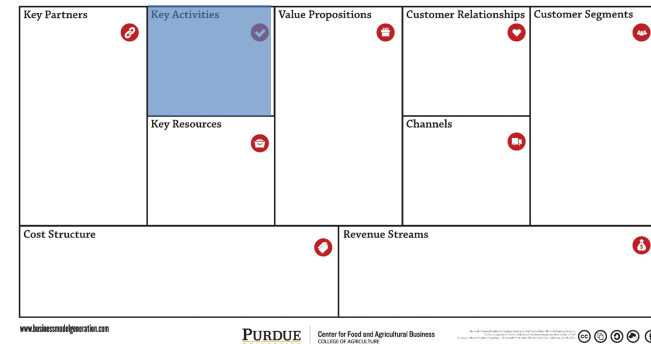 Key Partners
Key Activities
Value Propositions
Customer Relationships
Customer Segments
Key Resources
Channels
Cost Structure
Revenue Streams
www.businessmodelgeneration.com
PURDUE
Center for Food and Agricultural Business
COLLEGE OF AGRICULTURE